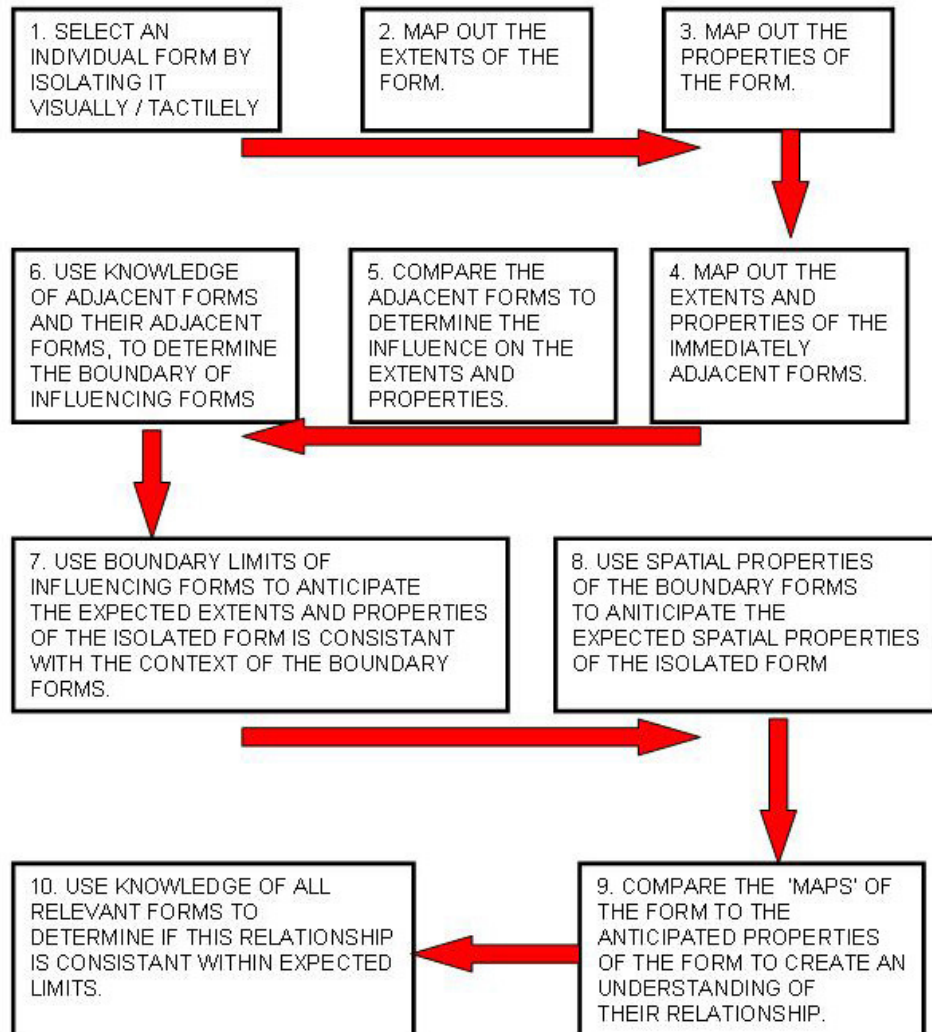 1. SELECT AN
INDIVIDUAL FORM BY
ISOLATING IT
VISUALLY / TACTILELY
2. MAP OUT THE
EXTENTS OF THE
FORM.
3. MAP OUT THE
PROPERTIES OF
THE FORM.
4. MAP OUT THE
EXTENTS AND
PROPERTIES OF THE
IMMEDIATELY
ADJACENT FORMS.
5. COMPARE THE
ADJACENT FORMS TO
DETERMINE THE
INFLUENCE ON THE
EXTENTS AND
PROPERTIES.
6. USE KNOWLEDGE
OF ADJACENT FORMS
AND THEIR ADJACENT
FORMS, TO DETERMINE
THE BOUNDARY OF
INFLUENCING FORMS
7. USE BOUNDARY LIMITS OF
INFLUENCING FORMS TO ANTICIPATE
THE EXPECTED EXTENTS AND PROPERTIES
OF THE ISOLATED FORM IS CONSISTANT
WITH THE CONTEXT OF THE BOUNDARY
FORMS.
8. USE SPATIAL PROPERTIES
OF THE BOUNDARY FORMS
TO ANITICIPATE THE
EXPECTED SPATIAL PROPERTIES
OF THE ISOLATED FORM
9. COMPARE THE 'MAPS' OF
THE FORM TO THE
ANTICIPATED PROPERTIES
OF THE FORM TO CREATE AN
UNDERSTANDING OF
THEIR RELATIONSHIP.
10. USE KNOWLEDGE OF ALL
RELEVANT FORMS TO
DETERMINE IF THIS RELATIONSHIP
IS CONSISTANT WITHIN EXPECTED
LIMITS.